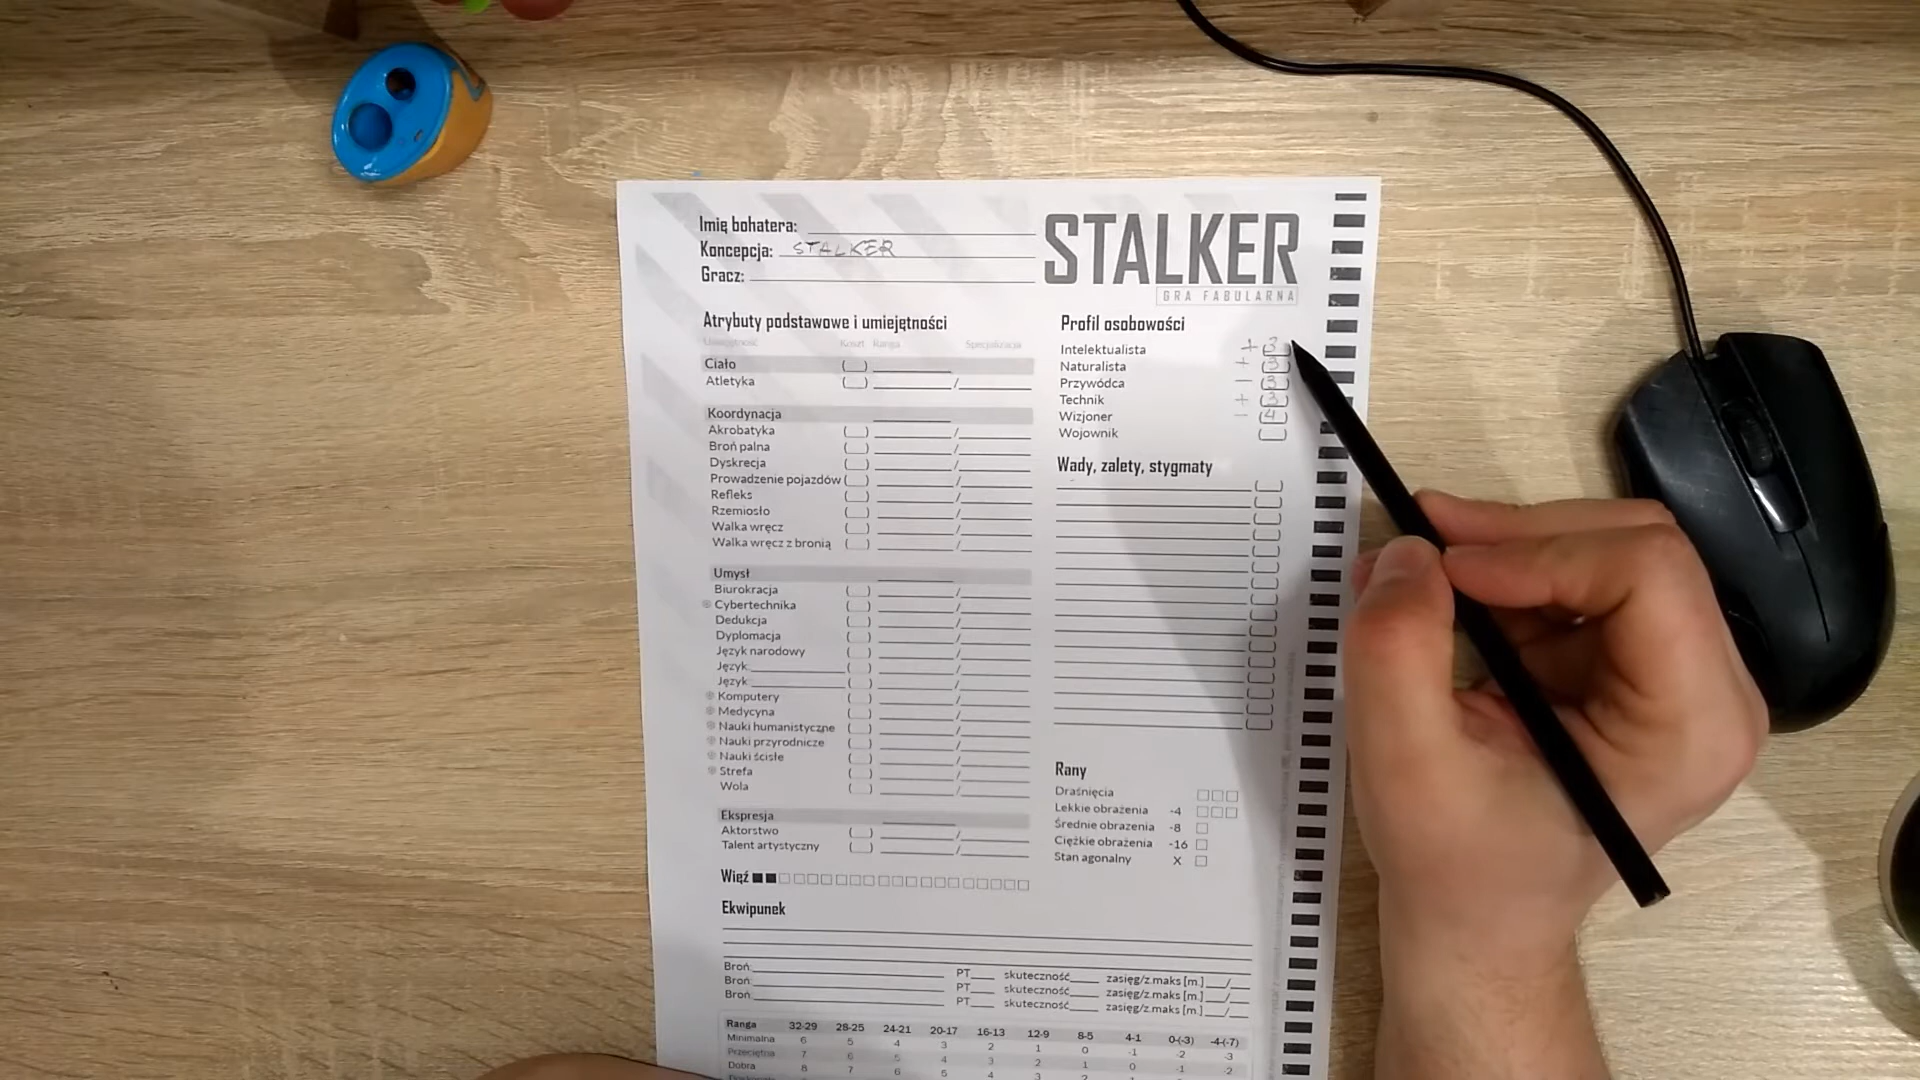 Imię bohatera:
Koncepcja: STALKER
Gracz:
STALKER
GRA FABULARNA
Atrybuty podstawowe i umiejętności
Umiejętność Koszt Ranga Specjalizacja
Ciało
Atletyka /
Koordynacja
Akrobatyka /
Broń palna /
Dyskrecja /
Prowadzenie pojazdów /
Refleks /
Rzemiosło /
Walka wręcz /
Walka wręcz z bronią /
Umysł
Biurokracja /
Cybertechnika /
Dedukcja /
Dyplomacja /
Język narodowy /
Język /
Język /
Komputery /
Medycyna /
Nauki humanistyczne /
Nauki przyrodnicze /
Nauki ścisłe /
Strefa /
Wola /
Ekspresja
Aktorstwo /
Talent artystyczny /
Więź
Profil osobowości
Intelektualista + 3
Naturalista + 3
Przywódca - 3
Technik + 3
Wizjoner - 4
Wojownik
Wady, zalety, stygmaty
Rany
Draśnięcia
Lekkie obrażenia -4
Średnie obrażenia -8
Ciężkie obrażenia -16
Stan agonalny X
Ekwipunek
Broń: PT skuteczność zasięg/z.maks [m.] /
Broń: PT skuteczność zasięg/z.maks [m.] /
Broń: PT skuteczność zasięg/z.maks [m.] /
Ranga 32-29 28-25 24-21 20-17 16-13 12-9 8-5 4-1 0-(-3) -4-(-7)
Minimalna 6 5 4 3 2 1 0 -1 -2 -3
Przeciętna 7 6 5 4 3 2 1 0 -1 -2
Dobra 8 7 6 5 4 3 2